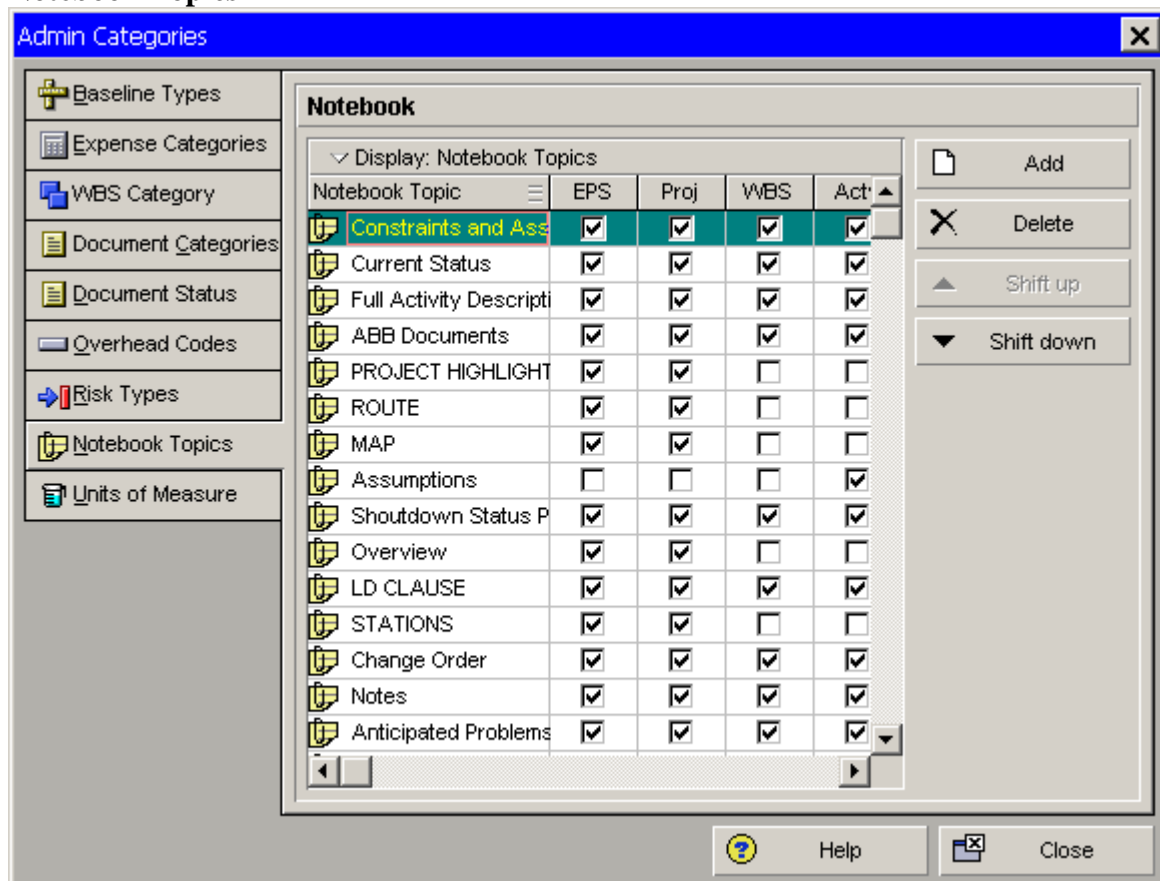 Admin Categories
Baseline Types
Expense Categories
WBS Category
Document Categories
Document Status
Overhead Codes
Risk Types
Notebook Topics
Units of Measure
Notebook
Display: Notebook Topics
Notebook Topic EPS Proj WBS Act
Constraints and Ass
Current Status
Full Activity Descripti
ABB Documents
PROJECT HIGHLIGHT
ROUTE
MAP
Assumptions
Shoutdown Status P
Overview
LD CLAUSE
STATIONS
Change Order
Notes
Anticipated Problems
Add
Delete
Shift up
Shift down
Help
Close